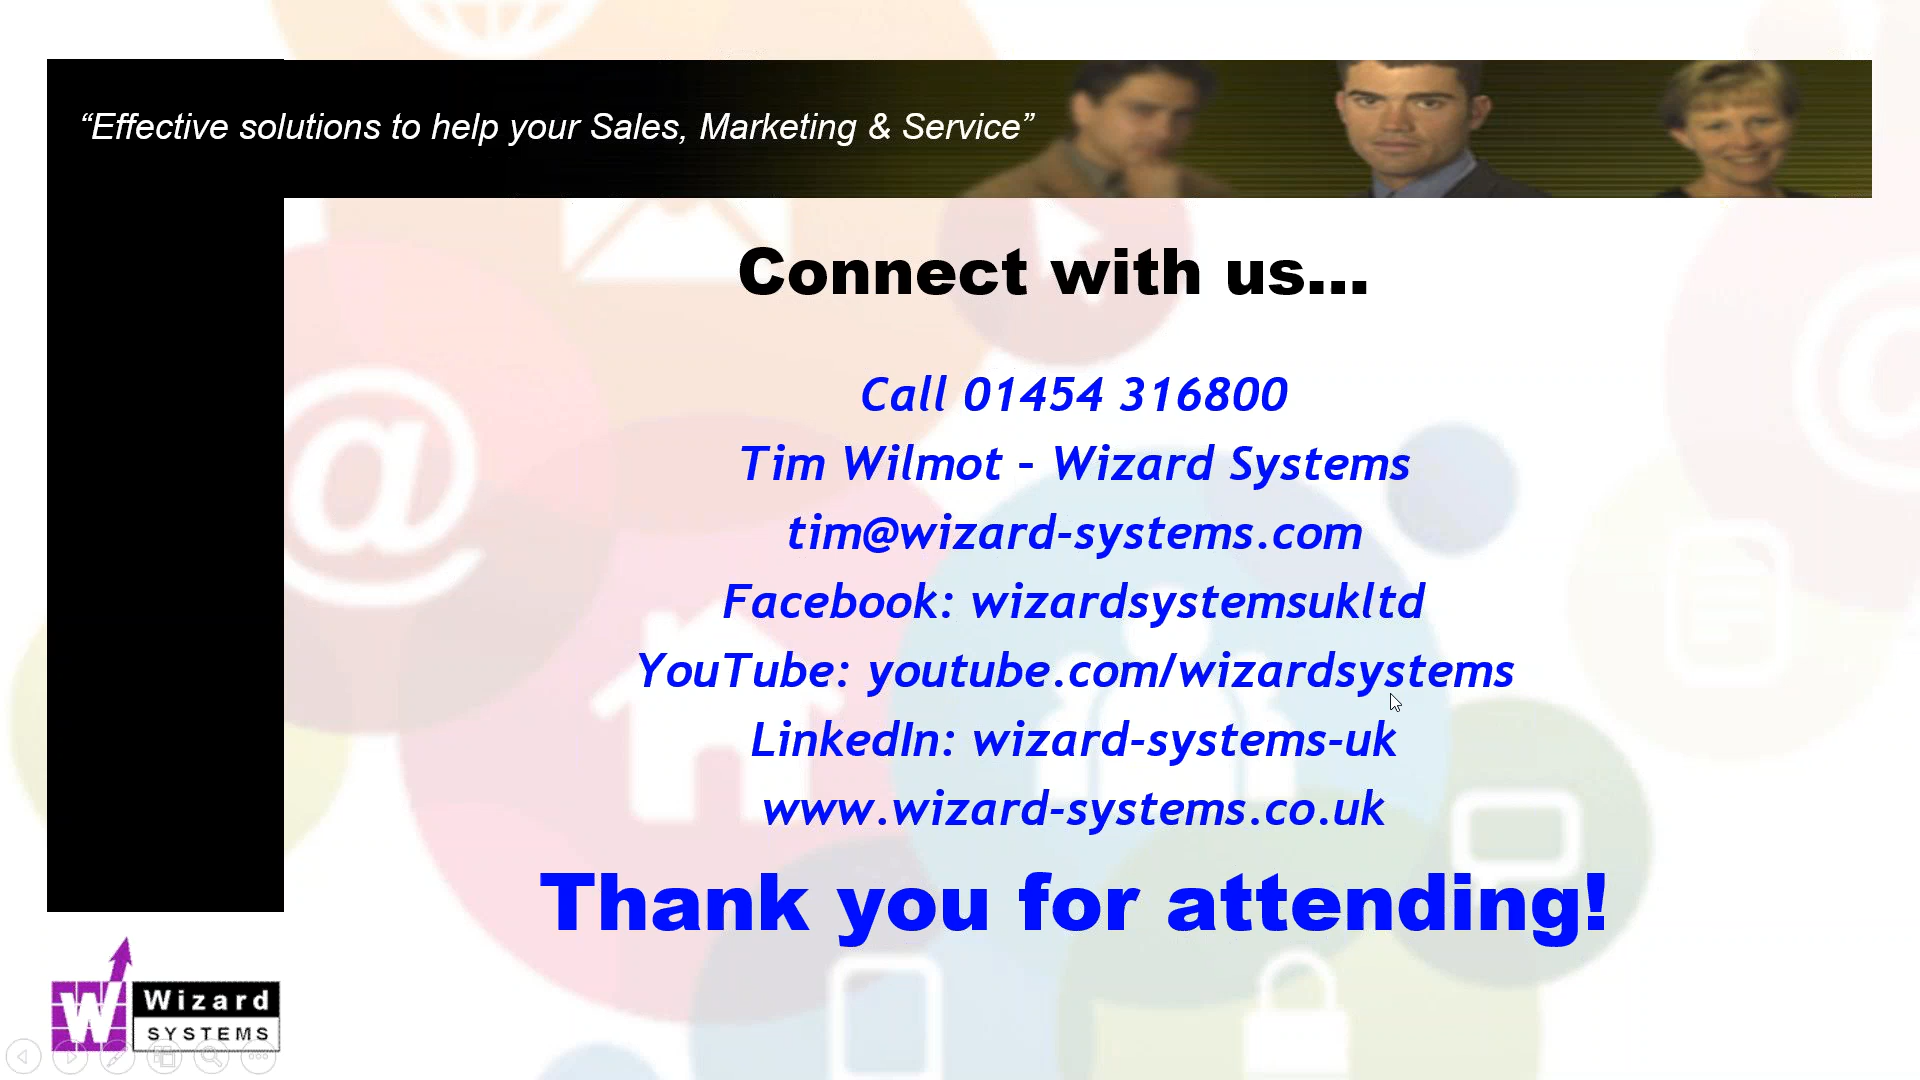 “Effective solutions to help your Sales, Marketing & Service”
Connect with us...
Call 01454 316800
Tim Wilmot – Wizard Systems
tim@wizard-systems.com
Facebook: wizardsystemsukltd
YouTube: youtube.com/wizardsystems
LinkedIn: wizard-systems-uk
www.wizard-systems.co.uk
Thank you for attending!
W Wizard
SYSTEMS